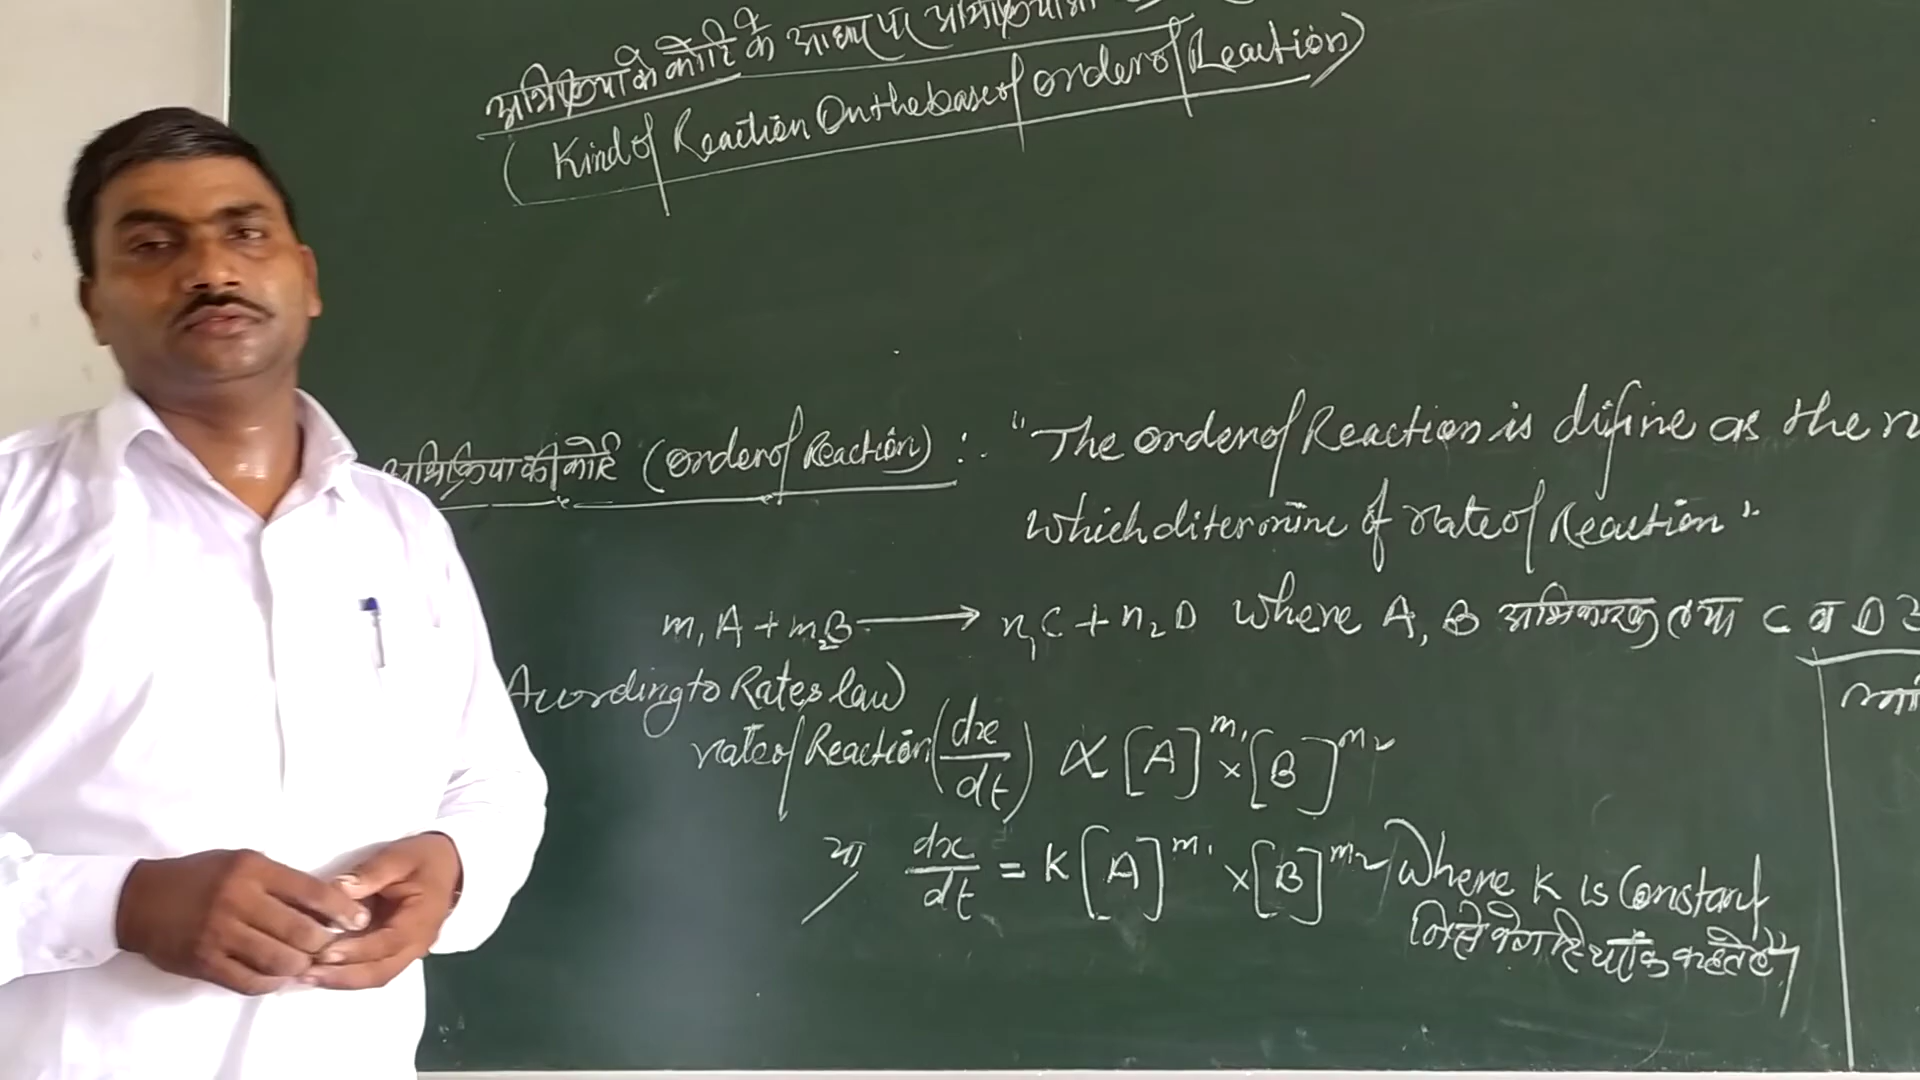 अभिक्रिया के कोटि के आधार पर
(Kind of Reaction On the base of order of Reaction)
अभिक्रिया की कोटि (order of Reaction) :- "The order of Reaction is difine as the
which ditermine of rate of Reaction".
m₁A + m₂B ⟶ n₁C + n₂D where A, B अभिकारक तथा C व D
Acording to Rates law
rate of Reaction (dx/dt) ∝ [A]^m₁ × [B]^m₂
या dx/dt = K [A]^m₁ × [B]^m₂ Where K is Constant
जिसे वेग स्थिरांक कहते हैं